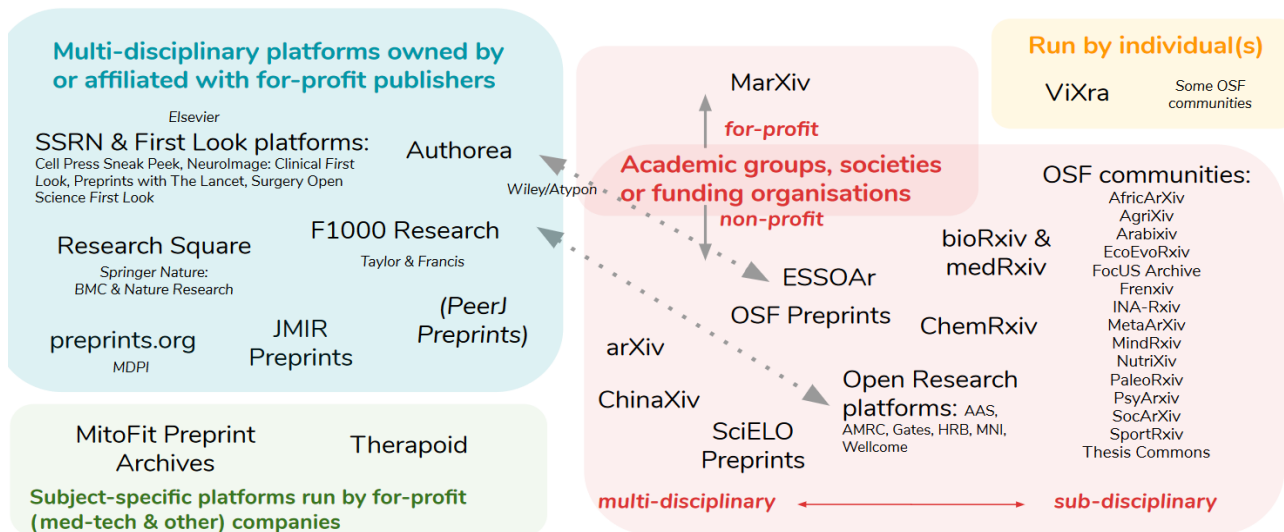 Multi-disciplinary platforms owned by
or affiliated with for-profit publishers
Elsevier
SSRN & First Look platforms:
Cell Press Sneak Peek, NeuroImage: Clinical First
Look, Preprints with The Lancet, Surgery Open
Science First Look
Authorea
Wiley/Atypon
Research Square
Springer Nature:
BMC & Nature Research
F1000 Research
Taylor & Francis
(PeerJ
Preprints)
preprints.org
MDPI
JMIR
Preprints
MitoFit Preprint
Archives
Therapoid
Subject-specific platforms run by for-profit
(med-tech & other) companies
MarXiv
for-profit
Academic groups, societies
or funding organisations
non-profit
ESSOAr
OSF Preprints
bioRxiv &
medRxiv
ChemRxiv
arXiv
ChinaXiv
SciELO
Preprints
Open Research
platforms: AAS,
AMRC, Gates, HRB, MNI,
Wellcome
multi-disciplinary
sub-disciplinary
OSF communities:
AfricArXiv
AgriXiv
Arabixiv
EcoEvoRxiv
FocUS Archive
Frenxiv
INA-Rxiv
MetaArXiv
MindRxiv
NutriXiv
PaleoRxiv
PsyArxiv
SocArXiv
SportRxiv
Thesis Commons
Run by individual(s)
ViXra
Some OSF
communities